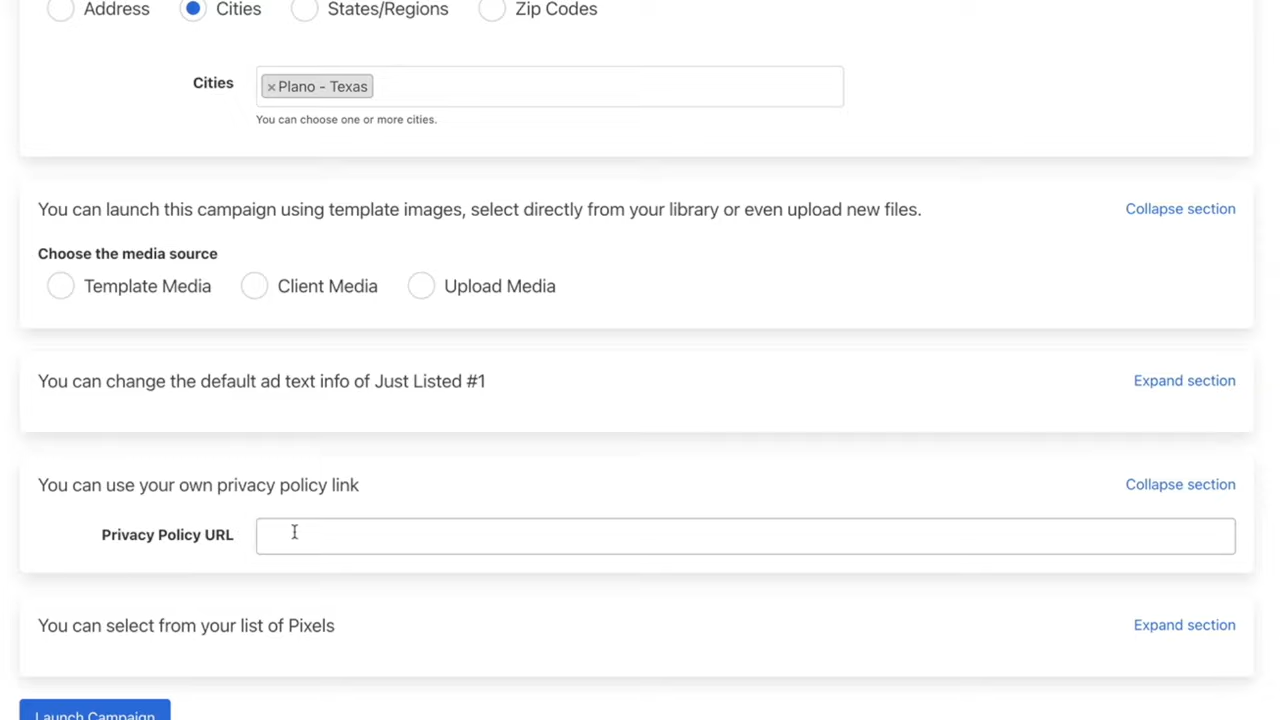 Address Cities States/Regions Zip Codes
Cities ×Plano - Texas
You can choose one or more cities.
You can launch this campaign using template images, select directly from your library or even upload new files. Collapse section
Choose the media source
Template Media Client Media Upload Media
You can change the default ad text info of Just Listed #1 Expand section
You can use your own privacy policy link Collapse section
Privacy Policy URL
You can select from your list of Pixels Expand section
Launch Campaign